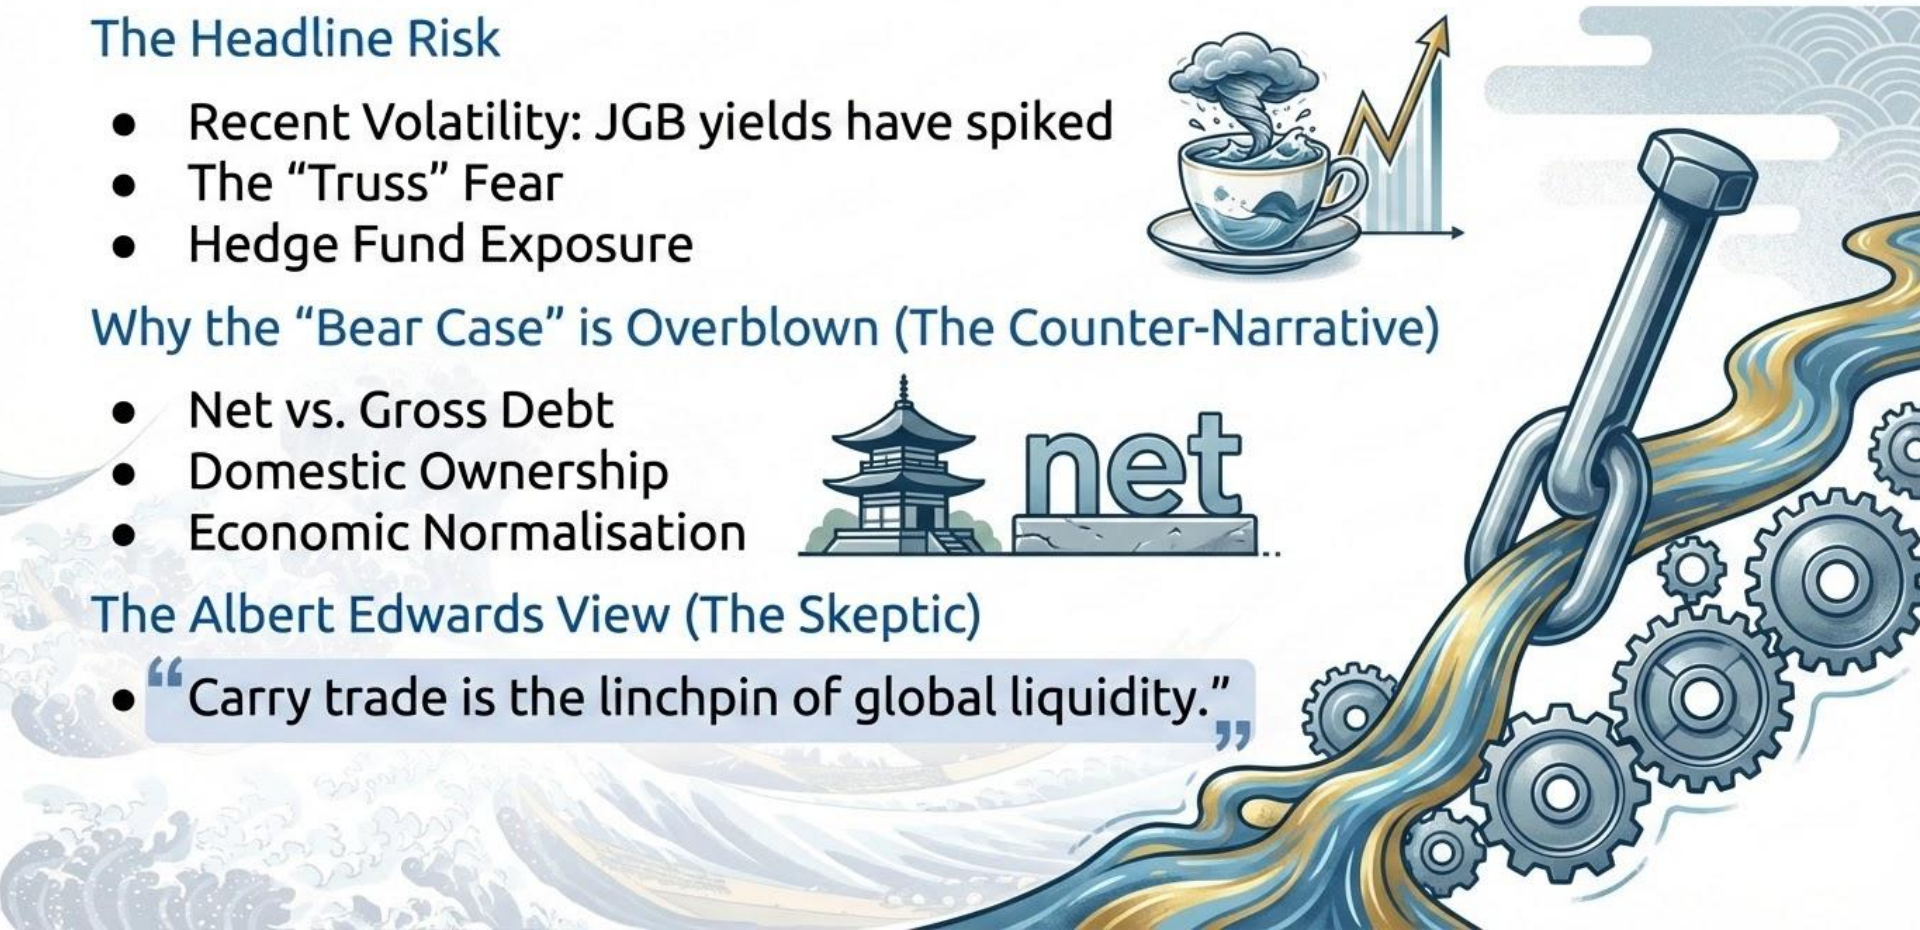 The Headline Risk
● Recent Volatility: JGB yields have spiked
● The “Truss” Fear
● Hedge Fund Exposure
Why the “Bear Case” is Overblown (The Counter-Narrative)
● Net vs. Gross Debt
● Domestic Ownership
● Economic Normalisation
net
The Albert Edwards View (The Skeptic)
● “Carry trade is the linchpin of global liquidity.”